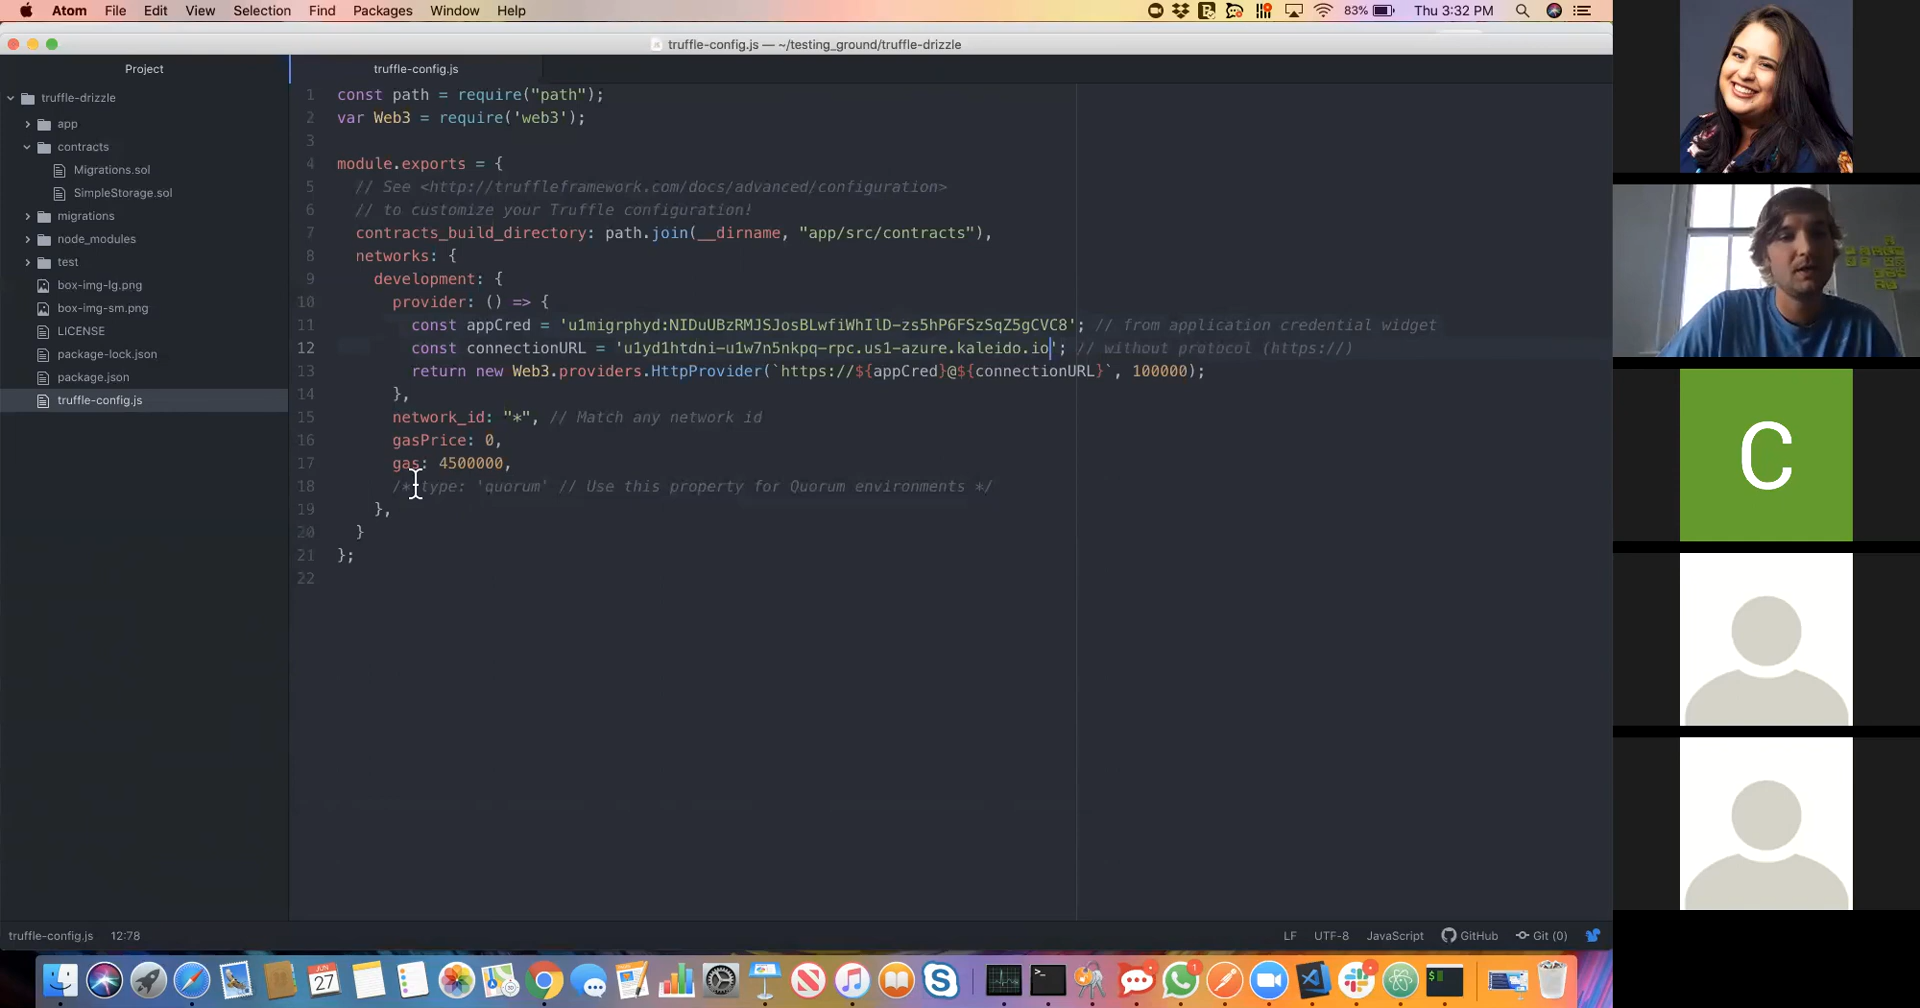 Atom File Edit View Selection Find Packages Window Help
83% Thu 3:32 PM
truffle-config.js — ~/testing_ground/truffle-drizzle
Project
truffle-config.js
truffle-drizzle
app
contracts
Migrations.sol
SimpleStorage.sol
migrations
node_modules
test
box-img-lg.png
box-img-sm.png
LICENSE
package-lock.json
package.json
truffle-config.js
1 const path = require("path");
2 var Web3 = require('web3');
3
4 module.exports = {
5 // See <http://truffleframework.com/docs/advanced/configuration>
6 // to customize your Truffle configuration!
7 contracts_build_directory: path.join(__dirname, "app/src/contracts"),
8 networks: {
9 development: {
10 provider: () => {
11 const appCred = 'u1migrphyd:NIDuUBzRMJSJosBLwfiWhIlD-zs5hP6FSzSqZ5gCVC8'; // from application credential widget
12 const connectionURL = 'u1yd1htdni-u1w7n5nkpq-rpc.us1-azure.kaleido.io'; // without protocol (https://)
13 return new Web3.providers.HttpProvider(`https://${appCred}@${connectionURL}`, 100000);
14 },
15 network_id: "*", // Match any network id
16 gasPrice: 0,
17 gas: 4500000,
18 /* type: 'quorum' // Use this property for Quorum environments */
19 },
20 }
21 };
22
C
truffle-config.js 12:78
LF UTF-8 JavaScript GitHub Git (0)
JUN
27